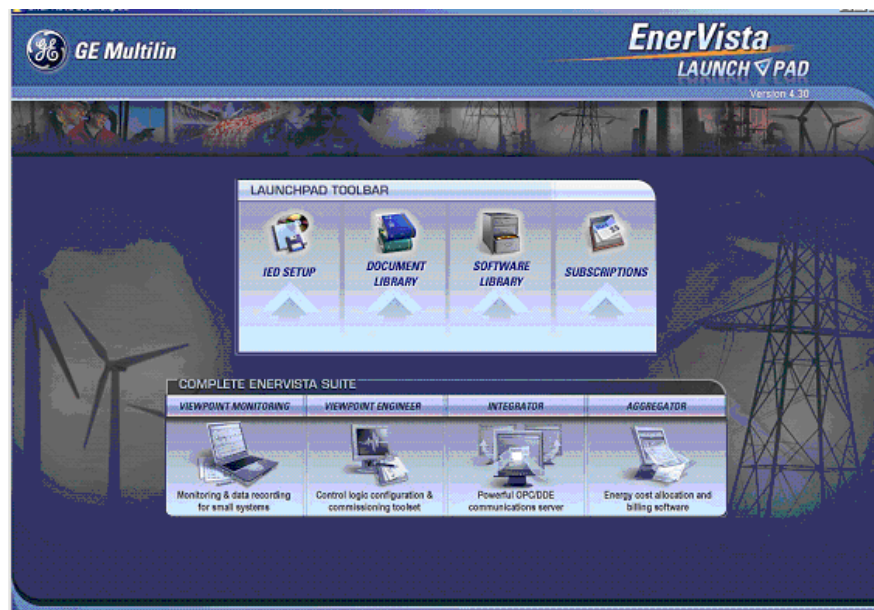 GE Multilin
EnerVista
LAUNCH PAD
Version 4.30
LAUNCHPAD TOOLBAR
IED SETUP
DOCUMENT
LIBRARY
SOFTWARE
LIBRARY
SUBSCRIPTIONS
COMPLETE ENERVISTA SUITE
VIEWPOINT MONITORING
VIEWPOINT ENGINEER
INTEGRATOR
AGGREGATOR
Monitoring & data recording
for small systems
Control logic configuration &
commissioning toolset
Powerful OPC/DDE
communications server
Energy cost allocation and
billing software